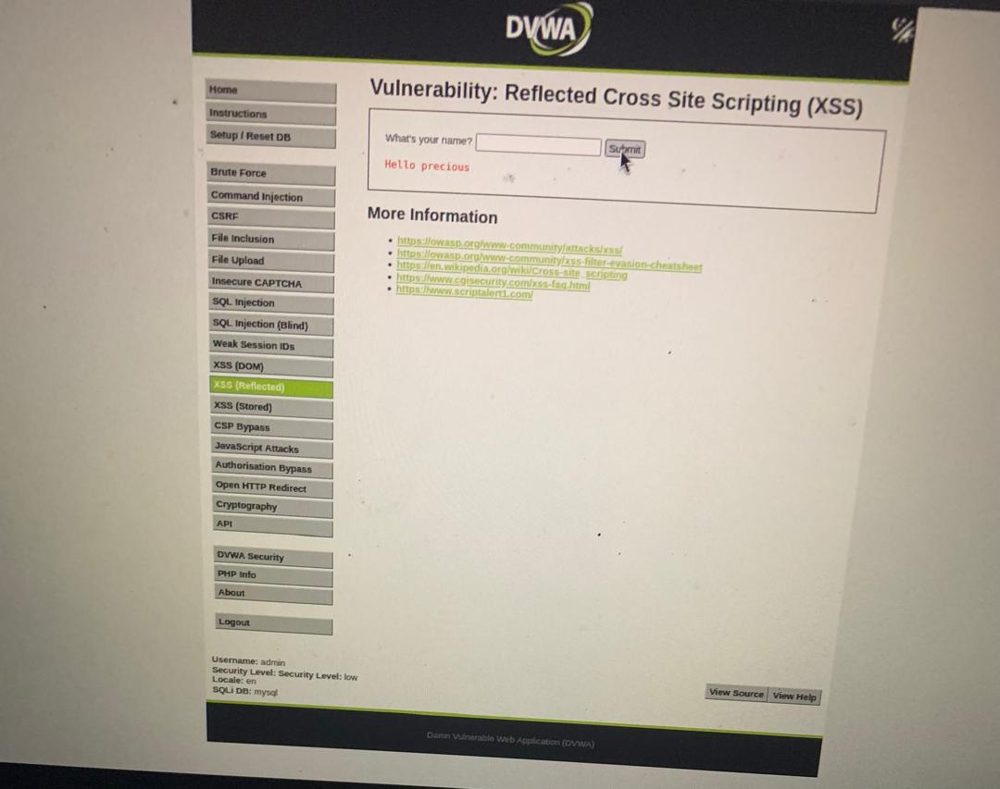 DVWA
Vulnerability: Reflected Cross Site Scripting (XSS)
Home
Instructions
Setup / Reset DB
Brute Force
Command Injection
CSRF
File Inclusion
File Upload
Insecure CAPTCHA
SQL Injection
SQL Injection (Blind)
Weak Session IDs
XSS (DOM)
XSS (Reflected)
XSS (Stored)
CSP Bypass
JavaScript Attacks
Authorisation Bypass
Open HTTP Redirect
Cryptography
API
DVWA Security
PHP Info
About
Logout
What's your name? Submit
Hello precious
More Information
• https://owasp.org/www-community/attacks/xss/
• https://owasp.org/www-community/xss-filter-evasion-cheatsheet
• https://en.wikipedia.org/wiki/Cross-site_scripting
• https://www.cgisecurity.com/xss-faq.html
• https://www.scriptalert1.com/
Username: admin
Security Level: Security Level: low
Locale: en
SQLi DB: mysql
View Source View Help
Damn Vulnerable Web Application (DVWA)